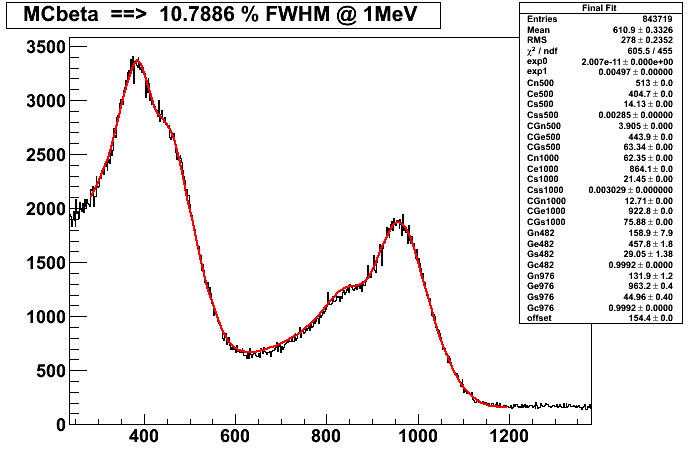 MCbeta ==> 10.7886 % FWHM @ 1MeV
Final Fit
Entries 843719
Mean 610.9 ± 0.3326
RMS 278 ± 0.2352
χ² / ndf 605.5 / 455
exp0 2.007e-11 ± 0.000e+00
exp1 0.00497 ± 0.00000
Cn500 513 ± 0.0
Ce500 404.7 ± 0.0
Cs500 14.13 ± 0.00
Css500 0.00285 ± 0.00000
CGn500 3.905 ± 0.000
CGe500 443.9 ± 0.0
CGs500 63.34 ± 0.00
Cn1000 62.35 ± 0.00
Ce1000 864.1 ± 0.0
Cs1000 21.45 ± 0.00
Css1000 0.003029 ± 0.000000
CGn1000 12.71 ± 0.00
CGe1000 922.8 ± 0.0
CGs1000 75.88 ± 0.00
Gn482 158.9 ± 7.9
Ge482 457.8 ± 1.8
Gs482 29.05 ± 1.38
Gc482 0.9992 ± 0.0000
Gn976 131.9 ± 1.2
Ge976 963.2 ± 0.4
Gs976 44.96 ± 0.40
Gc976 0.9992 ± 0.0000
offset 154.4 ± 0.0
3500
3000
2500
2000
1500
1000
500
0
400 600 800 1000 1200